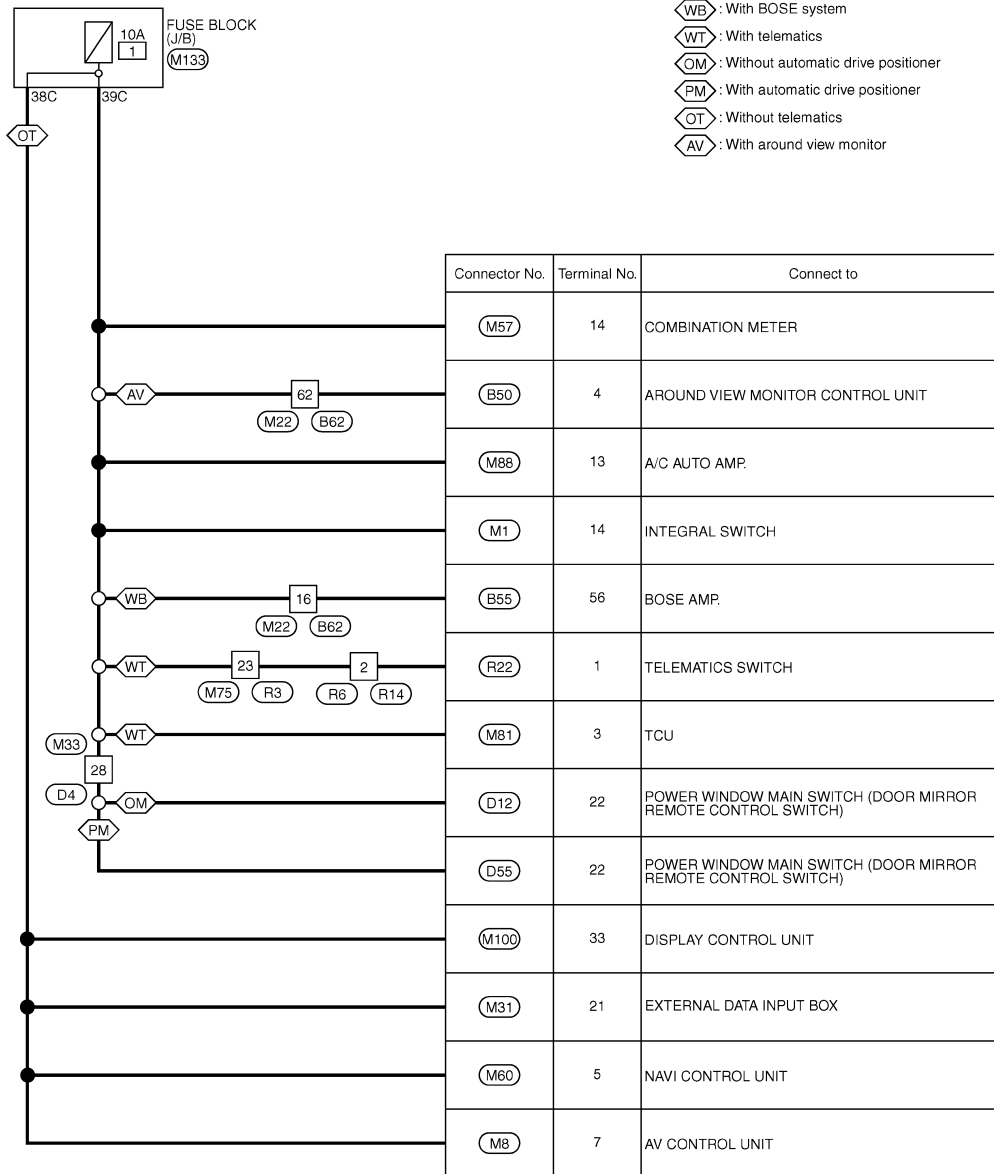 10A
1
FUSE BLOCK
(J/B)
M133
38C
39C
OT
WB : With BOSE system
WT : With telematics
OM : Without automatic drive positioner
PM : With automatic drive positioner
OT : Without telematics
AV : With around view monitor
Connector No. Terminal No. Connect to
M57 14 COMBINATION METER
AV 62 B50 4 AROUND VIEW MONITOR CONTROL UNIT
M22 B62
M88 13 A/C AUTO AMP.
M1 14 INTEGRAL SWITCH
WB 16 B55 56 BOSE AMP.
M22 B62
WT 23 2 R22 1 TELEMATICS SWITCH
M75 R3 R6 R14
WT M81 3 TCU
M33
28
D4
OM D12 22 POWER WINDOW MAIN SWITCH (DOOR MIRROR
REMOTE CONTROL SWITCH)
PM
D55 22 POWER WINDOW MAIN SWITCH (DOOR MIRROR
REMOTE CONTROL SWITCH)
M100 33 DISPLAY CONTROL UNIT
M31 21 EXTERNAL DATA INPUT BOX
M60 5 NAVI CONTROL UNIT
M8 7 AV CONTROL UNIT